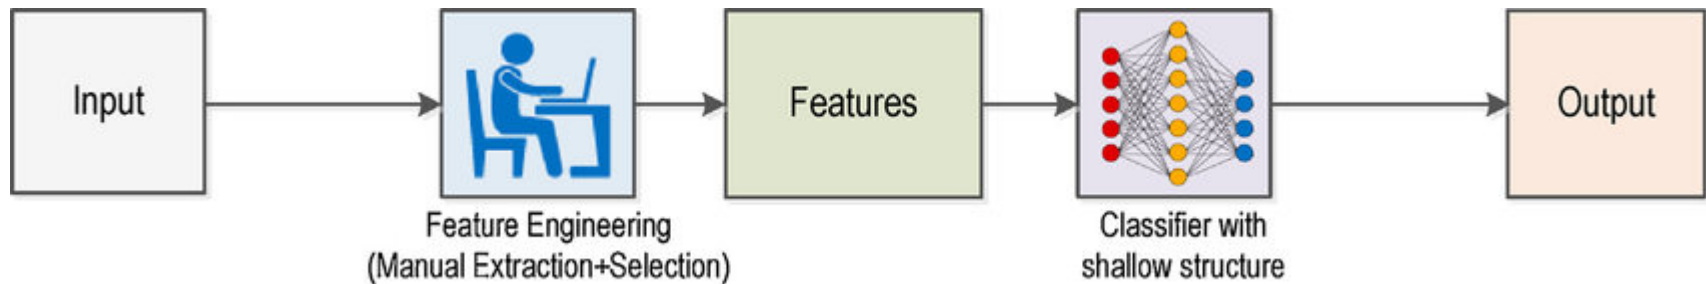 Input
Feature Engineering
(Manual Extraction+Selection)
Features
Classifier with
shallow structure
Output